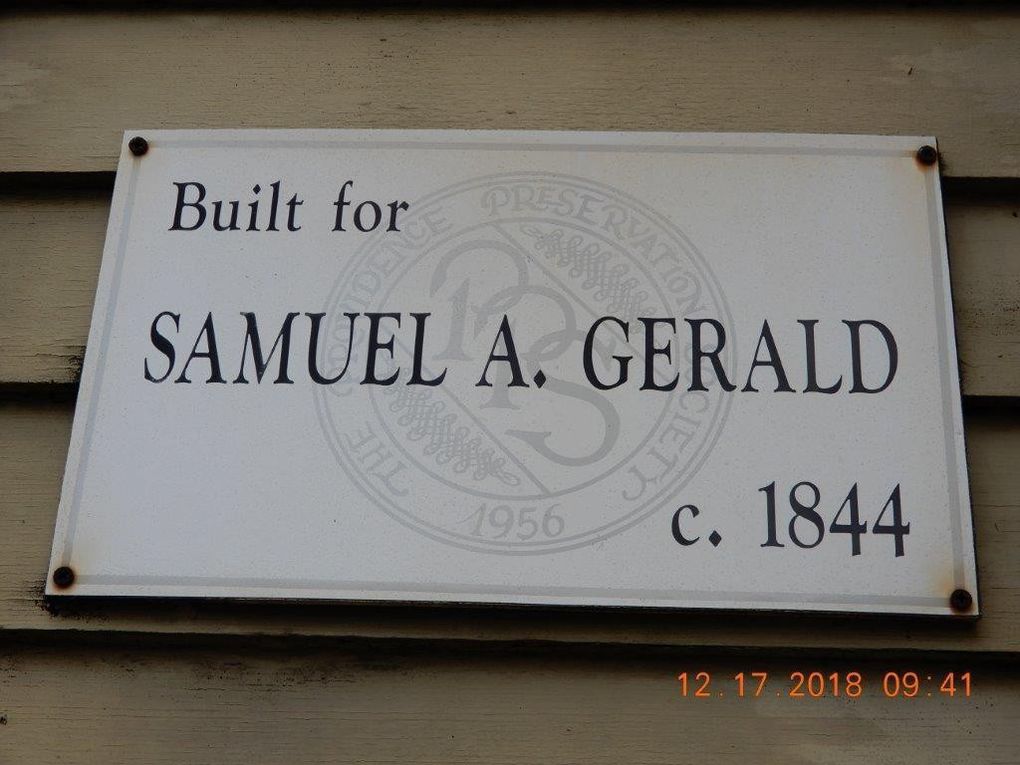 Built for
SAMUEL A. GERALD
c. 1844
THE PROVIDENCE PRESERVATION SOCIETY
PPS
1956
12.17.2018 09:41